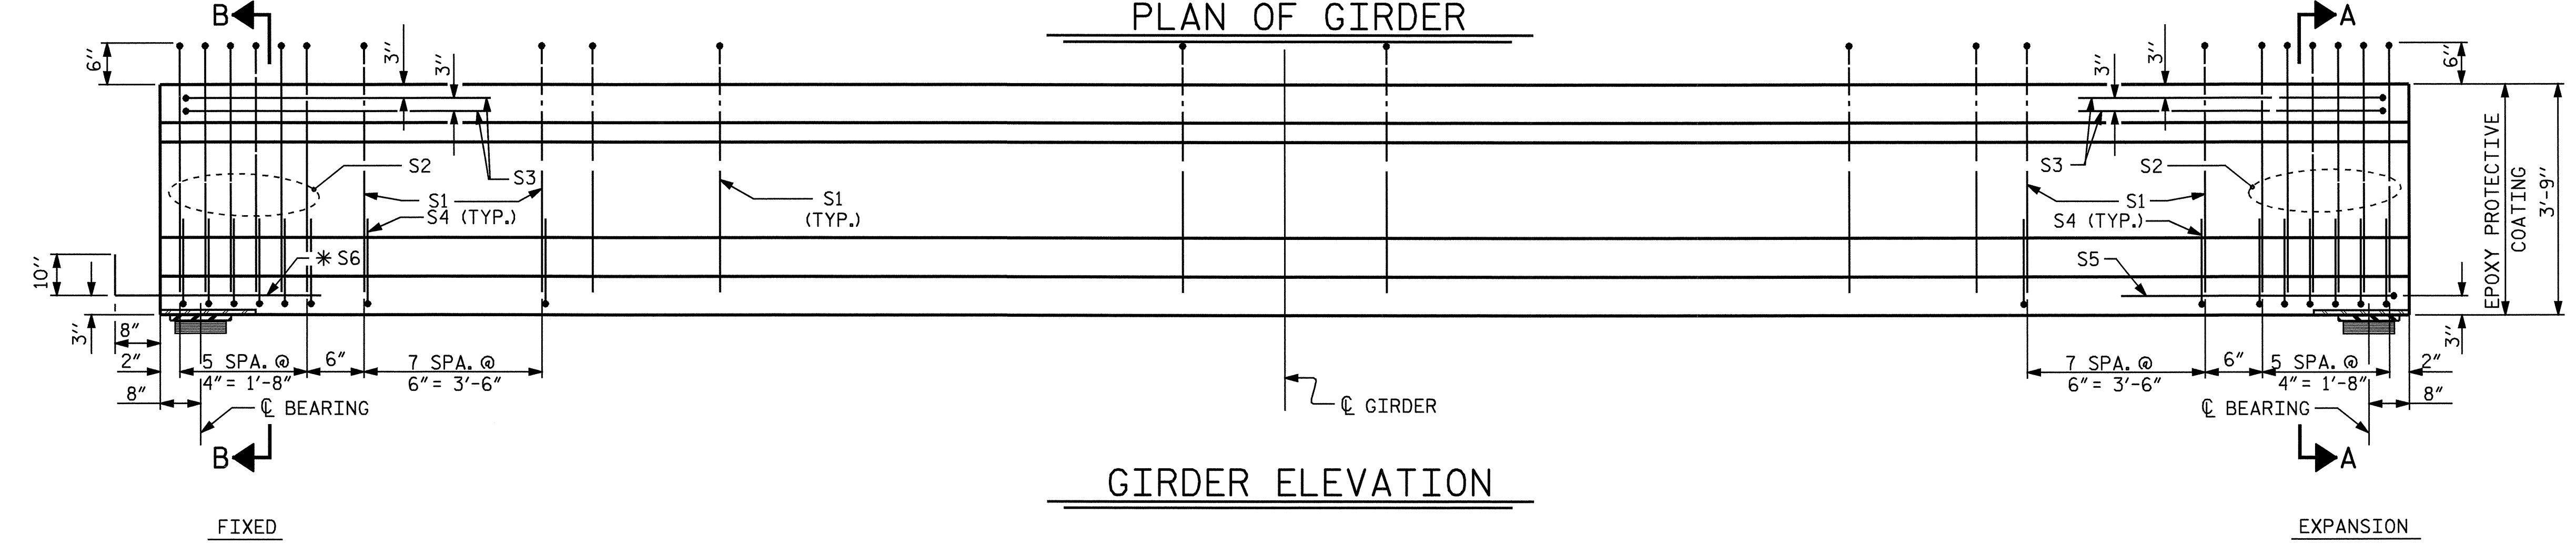 PLAN OF GIRDER
B
A
6"
3"
3"
3"
3"
6"
S2
S3
S1
S4 (TYP.)
S1
(TYP.)
✳ S6
S3
S2
S1
S4 (TYP.)
S5
EPOXY PROTECTIVE
COATING
3'-9"
10"
3"
8"
2"
5 SPA. @
4" = 1'-8"
6"
7 SPA. @
6" = 3'-6"
8"
℄ BEARING
℄ GIRDER
7 SPA. @
6" = 3'-6"
6"
5 SPA. @
4" = 1'-8"
2"
3"
8"
℄ BEARING
B
A
GIRDER ELEVATION
FIXED
EXPANSION